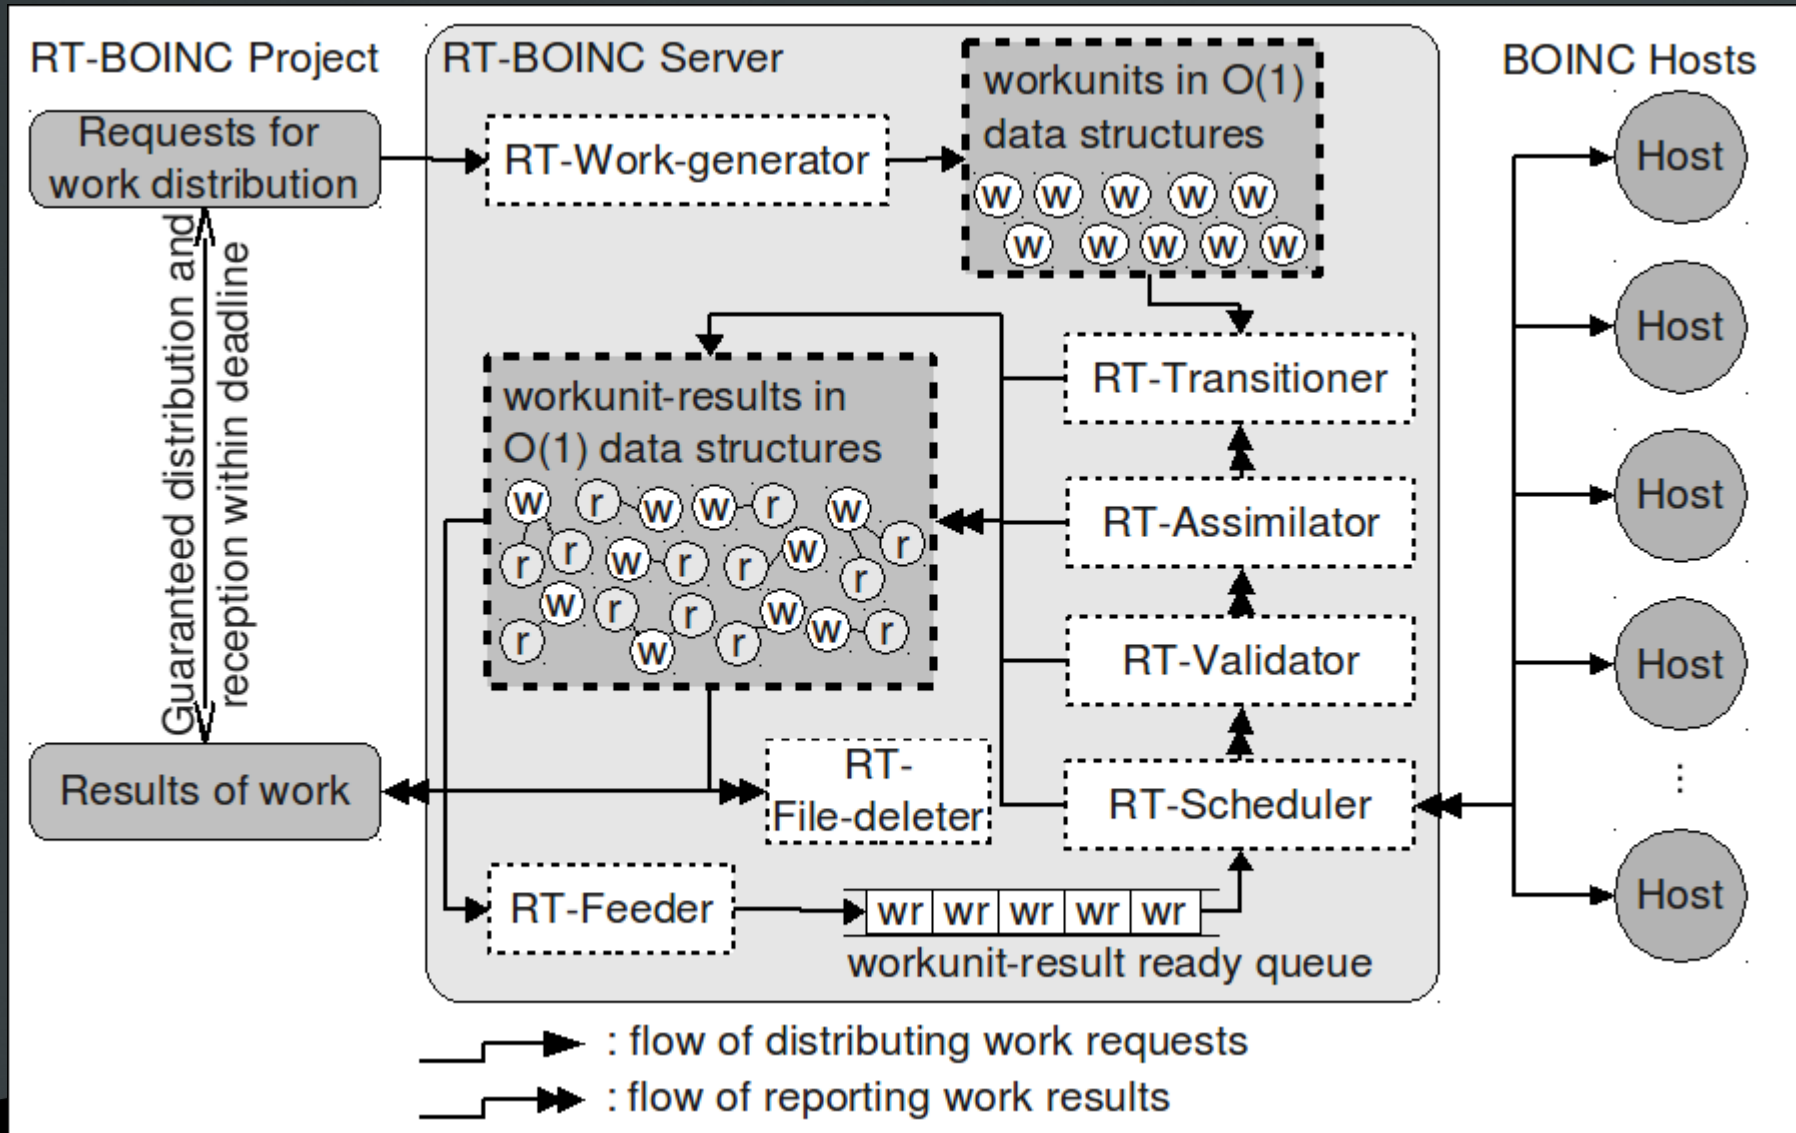 RT-BOINC Project
Requests for
work distribution
Guaranteed distribution and
reception within deadline
Results of work
RT-BOINC Server
RT-Work-generator
workunits in O(1)
data structures
w w w w w
w w w w w
workunit-results in
O(1) data structures
w r w w r w
r r w r r w r r
w r r w w r
r w r
RT-Transitioner
RT-Assimilator
RT-Validator
RT-Scheduler
RT-
File-deleter
RT-Feeder
wr wr wr wr wr
workunit-result ready queue
BOINC Hosts
Host
Host
Host
Host
⋮
Host
: flow of distributing work requests
: flow of reporting work results